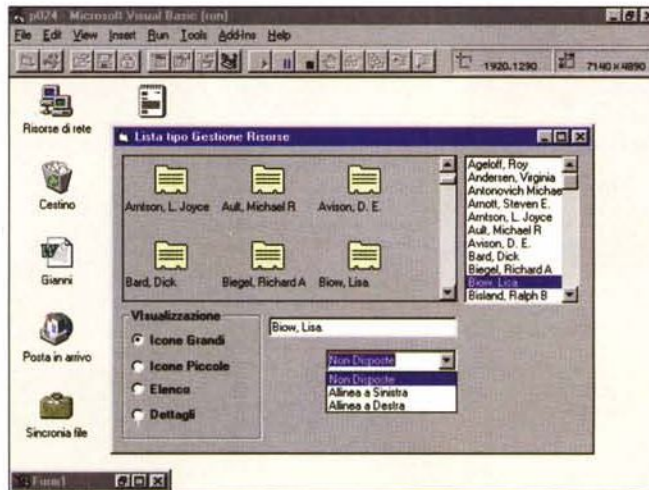 p024 - Microsoft Visual Basic [run]
File Edit View Insert Run Tools Add-Ins Help
1920,1290 7140 x 4890
Risorse di rete
Cestino
Gianni
Posta in arrivo
Sincronia file
Lista tipo Gestione Risorse
Arntson, L. Joyce Ault, Michael R Avison, D. E.
Bard, Dick Biegel, Richard A Biow, Lisa
Ageloff, Roy
Andersen, Virginia
Antonovich Michae
Arnott, Steven E.
Arntson, L. Joyce
Ault, Michael R
Avison, D. E.
Bard, Dick
Biegel, Richard A
Biow, Lisa
Bisland, Ralph B
VIsualizzazione
Icone Grandi
Icone Piccole
Elenco
Dettagli
Biow, Lisa
Non Disposte
Non Disposte
Allinea a Sinistra
Allinea a Destra
Form1